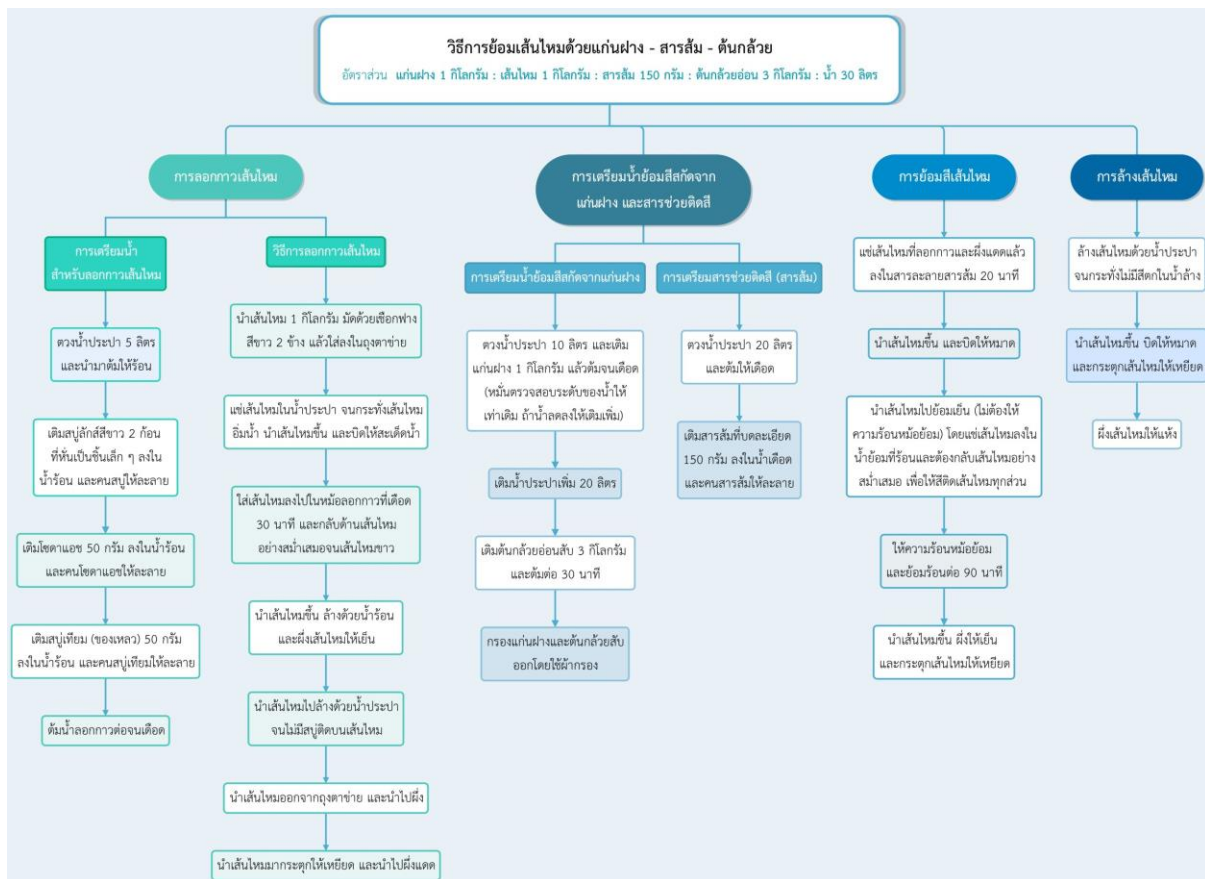 วิธีการย้อมเส้นไหมด้วยแก่นฝาง - สารส้ม - ต้นกล้วย
อัตราส่วน แก่นฝาง 1 กิโลกรัม : เส้นไหม 1 กิโลกรัม : สารส้ม 150 กรัม : ต้นกล้วยอ่อน 3 กิโลกรัม : น้ำ 30 ลิตร
การลอกกาวเส้นไหม
การเตรียมน้ำ
สำหรับลอกกาวเส้นไหม
ตวงน้ำประปา 5 ลิตร
และนำมาต้มให้ร้อน
เติมสบู่ลักส์สีขาว 2 ก้อน
ที่หั่นเป็นชิ้นเล็ก ๆ ลงใน
น้ำร้อน และคนสบู่ให้ละลาย
เติมโซดาแอช 50 กรัม ลงในน้ำร้อน
และคนโซดาแอชให้ละลาย
เติมสบู่เทียม (ของเหลว) 50 กรัม
ลงในน้ำร้อน และคนสบู่เทียมให้ละลาย
ต้มน้ำลอกกาวต่อจนเดือด
วิธีการลอกกาวเส้นไหม
นำเส้นไหม 1 กิโลกรัม มัดด้วยเชือกฟาง
สีขาว 2 ข้าง แล้วใส่ลงในถุงตาข่าย
แช่เส้นไหมในน้ำประปา จนกระทั่งเส้นไหม
อิ่มน้ำ นำเส้นไหมขึ้น และบิดให้สะเด็ดน้ำ
ใส่เส้นไหมลงไปในหม้อลอกกาวที่เดือด
30 นาที และกลับด้านเส้นไหม
อย่างสม่ำเสมอจนเส้นไหมขาว
นำเส้นไหมขึ้น ล้างด้วยน้ำร้อน
และผึ่งเส้นไหมให้เย็น
นำเส้นไหมไปล้างด้วยน้ำประปา
จนไม่มีสบู่ติดบนเส้นไหม
นำเส้นไหมออกจากถุงตาข่าย และนำไปผึ่ง
นำเส้นไหมมากระตุกให้เหยียด และนำไปผึ่งแดด
การเตรียมน้ำย้อมสีสกัดจาก
แก่นฝาง และสารช่วยติดสี
การเตรียมน้ำย้อมสีสกัดจากแก่นฝาง
ตวงน้ำประปา 10 ลิตร และเติม
แก่นฝาง 1 กิโลกรัม แล้วต้มจนเดือด
(หมั่นตรวจสอบระดับของน้ำให้
เท่าเดิม ถ้าน้ำลดลงให้เติมเพิ่ม)
เติมน้ำประปาเพิ่ม 20 ลิตร
เติมต้นกล้วยอ่อนสับ 3 กิโลกรัม
และต้มต่อ 30 นาที
กรองแก่นฝางและต้นกล้วยสับ
ออกโดยใช้ผ้ากรอง
การเตรียมสารช่วยติดสี (สารส้ม)
ตวงน้ำประปา 20 ลิตร
และต้มให้เดือด
เติมสารส้มที่บดละเอียด
150 กรัม ลงในน้ำเดือด
และคนสารส้มให้ละลาย
การย้อมสีเส้นไหม
แช่เส้นไหมที่ลอกกาวและผึ่งแดดแล้ว
ลงในสารละลายสารส้ม 20 นาที
นำเส้นไหมขึ้น และบิดให้หมาด
นำเส้นไหมไปย้อมเย็น (ไม่ต้องให้
ความร้อนหม้อย้อม) โดยแช่เส้นไหมลงใน
น้ำย้อมที่ร้อนและต้องกลับเส้นไหมอย่าง
สม่ำเสมอ เพื่อให้สีติดเส้นไหมทุกส่วน
ให้ความร้อนหม้อย้อม
และย้อมร้อนต่อ 90 นาที
นำเส้นไหมขึ้น ผึ่งให้เย็น
และกระตุกเส้นไหมให้เหยียด
การล้างเส้นไหม
ล้างเส้นไหมด้วยน้ำประปา
จนกระทั่งไม่มีสีตกในน้ำล้าง
นำเส้นไหมขึ้น บิดให้หมาด
และกระตุกเส้นไหมให้เหยียด
ผึ่งเส้นไหมให้แห้ง